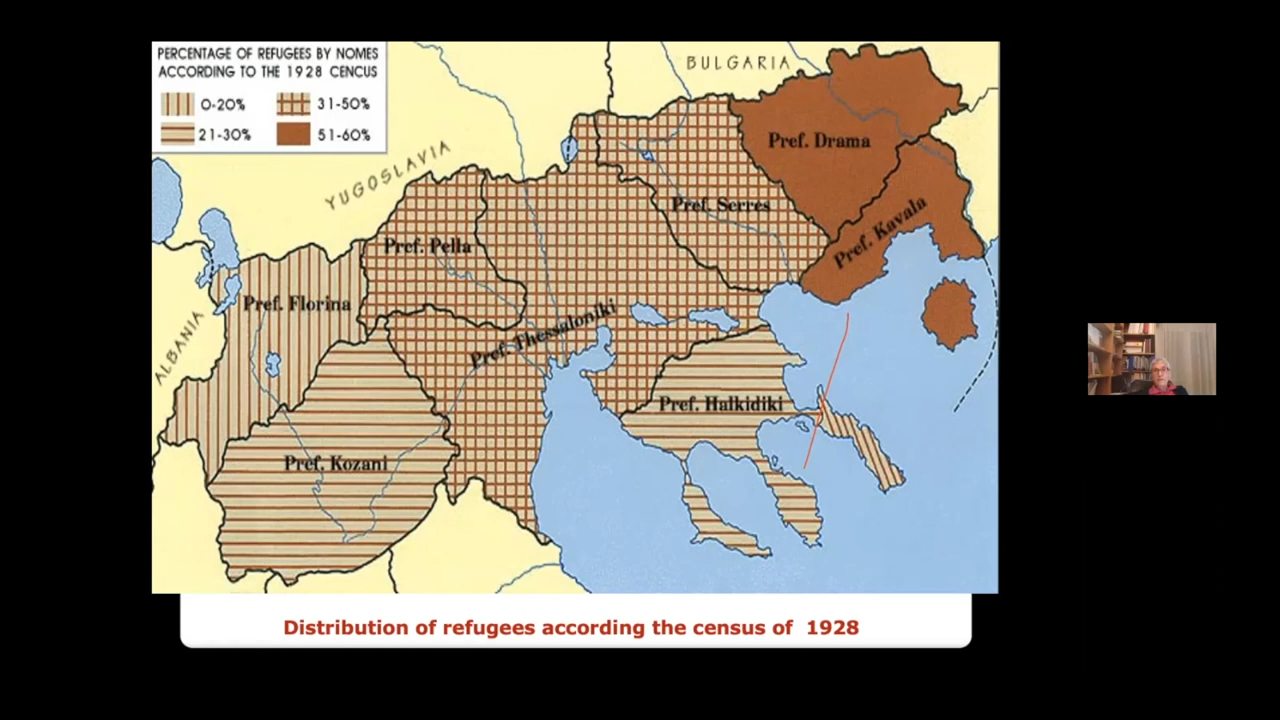 PERCENTAGE OF REFUGEES BY NOMES
ACCORDING TO THE 1928 CENCUS
0-20%
31-50%
21-30%
51-60%
BULGARIA
YUGOSLAVIA
ALBANIA
Pref. Drama
Pref. Serres
Pref. Kavala
Pref. Pella
Pref. Florina
Pref. Thessaloniki
Pref. Halkidiki
Pref. Kozani
Distribution of refugees according the census of 1928